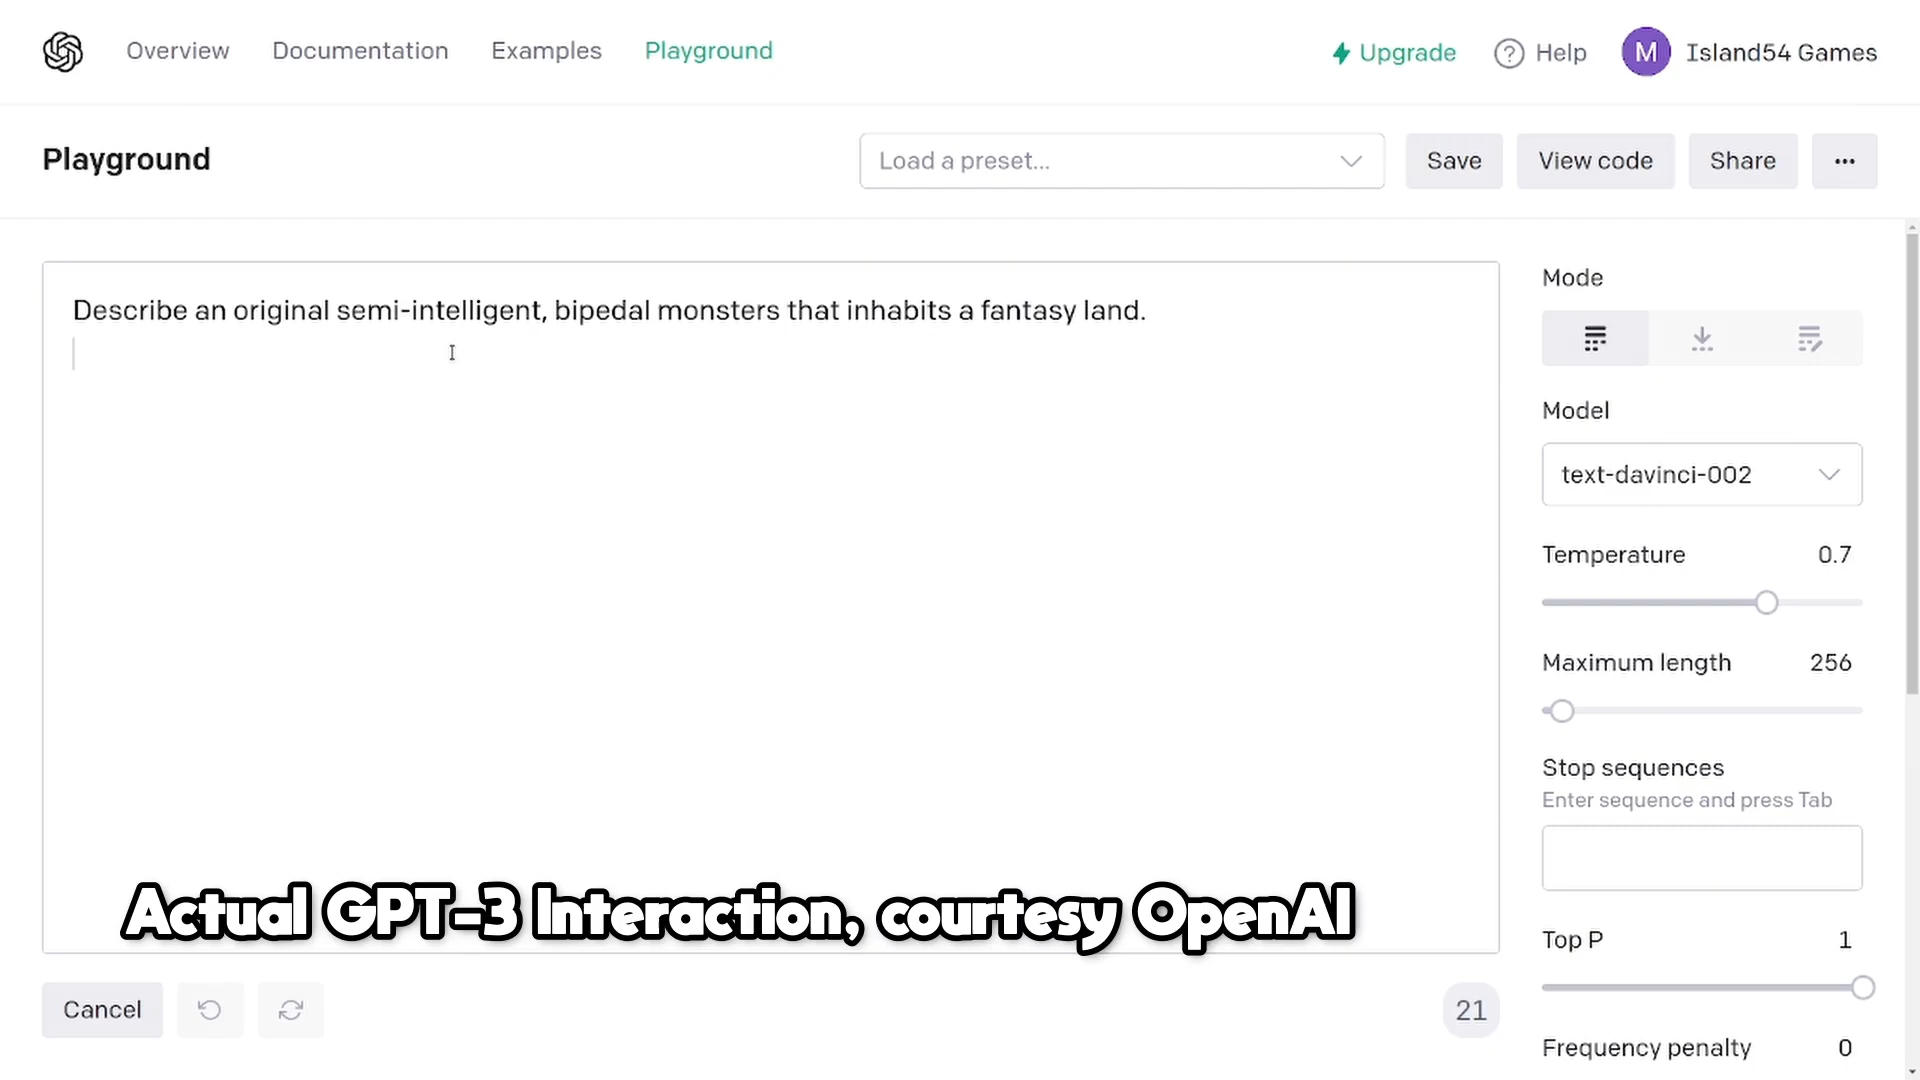 Overview Documentation Examples Playground Upgrade Help M Island54 Games
Playground Load a preset... Save View code Share ...
Describe an original semi-intelligent, bipedal monsters that inhabits a fantasy land.
Mode
Model
text-davinci-002
Temperature 0.7
Maximum length 256
Stop sequences
Enter sequence and press Tab
Actual GPT-3 Interaction, courtesy OpenAI
Top P 1
Cancel 21
Frequency penalty 0